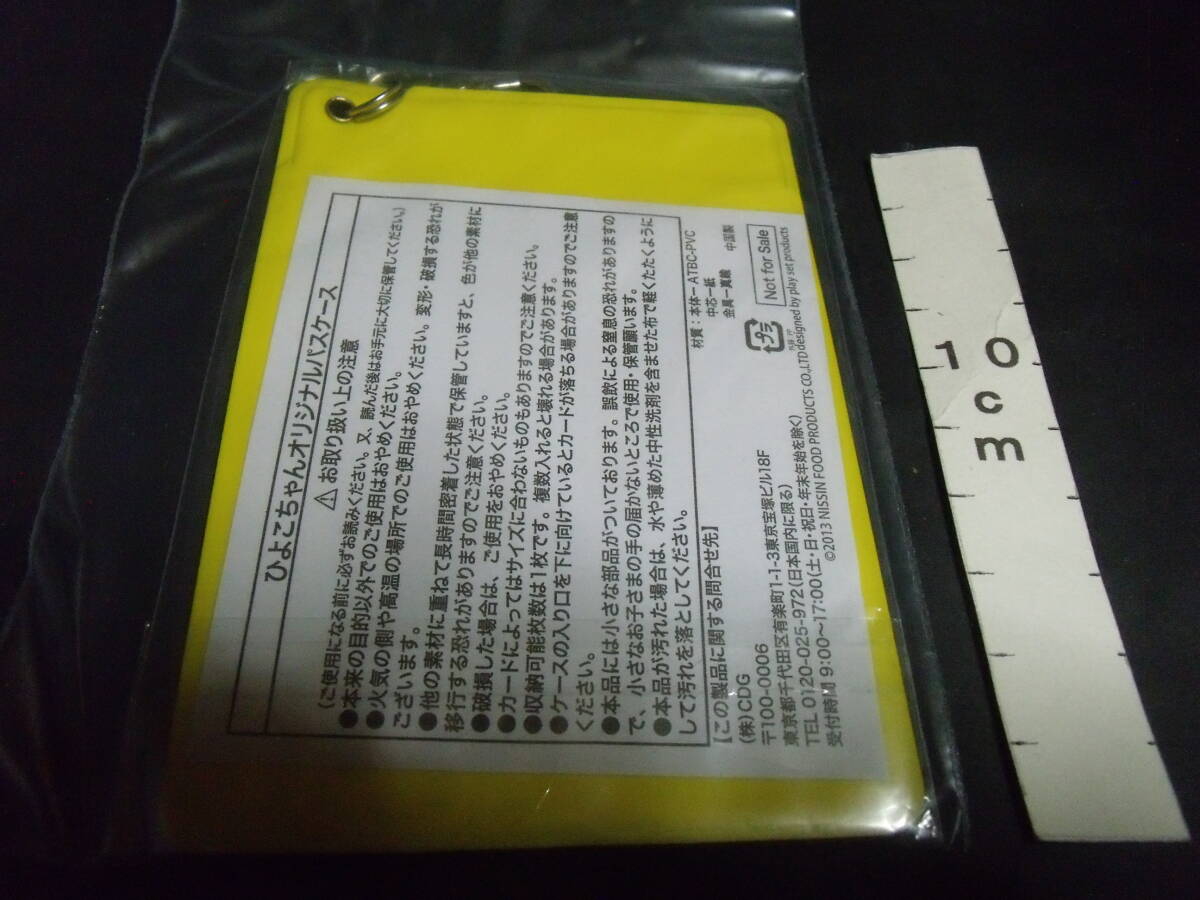 ひよこちゃんオリジナルパスケース
⚠お取り扱い上の注意
(ご使用になる前に必ずお読みください。又、読んだ後はお手元に大切に保管してください。)
●本来の目的以外でのご使用はおやめください。
●火気の側や高温の場所でのご使用はおやめください。変形・破損する恐れが
ございます。
●他の素材に重ねて長時間密着した状態で保管していますと、色が他の素材に
移行する恐れがありますのでご注意ください。
●破損した場合は、ご使用をおやめください。
●カードによってはサイズに合わないものもありますのでご注意ください。
●収納可能枚数は1枚です。複数入れると壊れる場合があります。
●ケースの入り口を下に向けているとカードが落ちる場合がありますのでご注意
ください。
●本品には小さな部品がついております。誤飲による窒息の恐れがありますの
で、小さなお子さまの手の届かないところで使用・保管願います。
●本品が汚れた場合は、水や薄めた中性洗剤を含ませた布で軽くたたくように
して汚れを落としてください。
【この製品に関する問合せ先】
(株)CDG
〒100-0006
東京都千代田区有楽町1-1-3東京宝塚ビル18F
TEL 0120-025-972(日本国内に限る)
受付時間 9:00〜17:00(土・日・祝日・年末年始を除く)
材質:本体ーATBC-PVC
中芯ー紙
金具ー真鍮
中国製
プラ
Not for Sale
©2013 NISSIN FOOD PRODUCTS CO.,LTD designed by play set products
10
cm